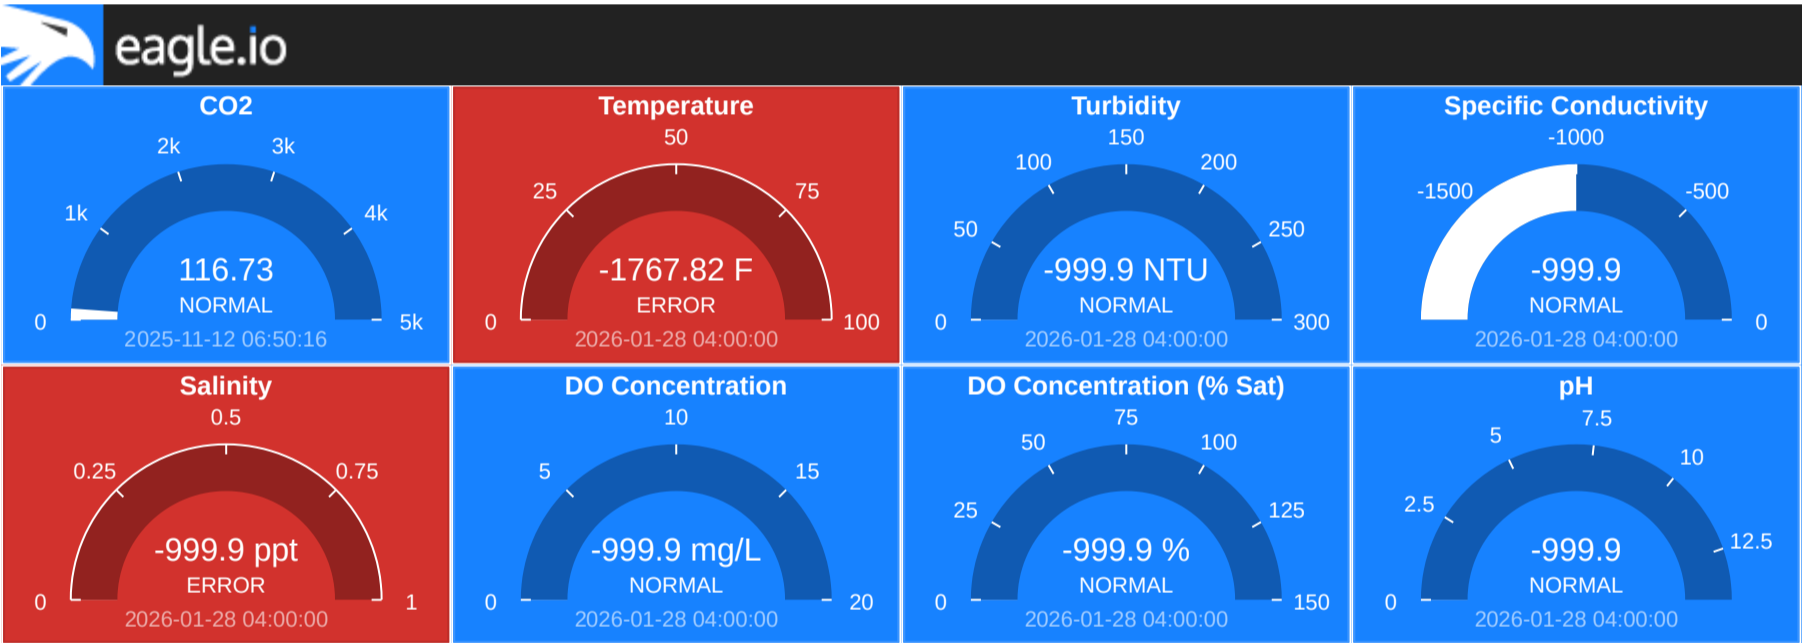 eagle.io
CO2
2k
3k
1k
4k
116.73
NORMAL
0
5k
2025-11-12 06:50:16
Temperature
50
25
75
-1767.82 F
ERROR
0
100
2026-01-28 04:00:00
Turbidity
150
100
200
50
250
-999.9 NTU
NORMAL
0
300
2026-01-28 04:00:00
Specific Conductivity
-1000
-1500
-500
-999.9
NORMAL
0
2026-01-28 04:00:00
Salinity
0.5
0.25
0.75
-999.9 ppt
ERROR
0
1
2026-01-28 04:00:00
DO Concentration
10
5
15
-999.9 mg/L
NORMAL
0
20
2026-01-28 04:00:00
DO Concentration (% Sat)
75
50
100
25
125
-999.9 %
NORMAL
0
150
2026-01-28 04:00:00
pH
7.5
5
10
2.5
12.5
-999.9
NORMAL
0
2026-01-28 04:00:00